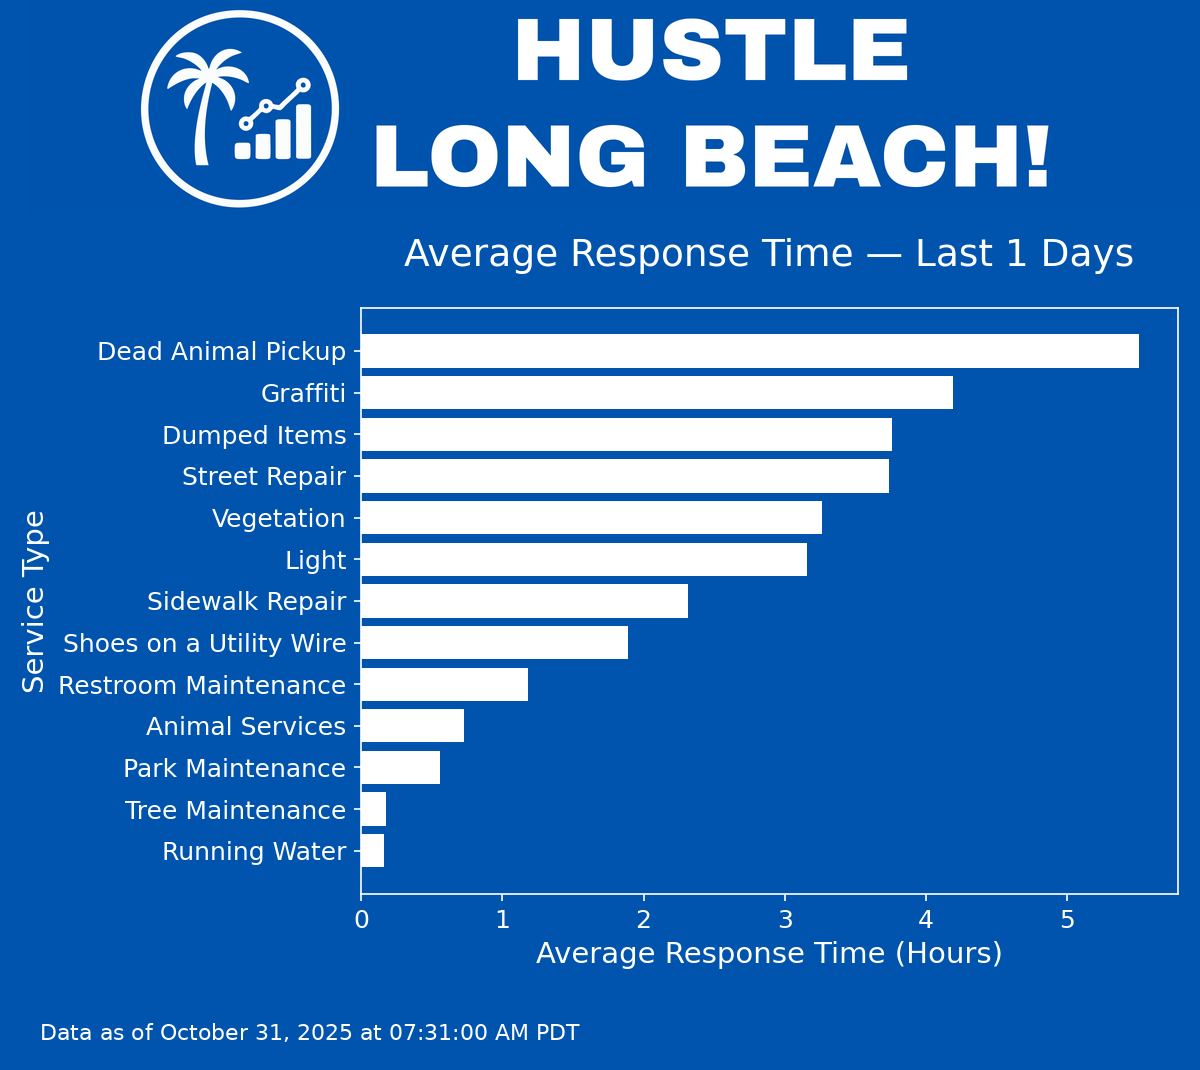 HUSTLE
LONG BEACH!
Average Response Time — Last 1 Days
Service Type
Dead Animal Pickup
Graffiti
Dumped Items
Street Repair
Vegetation
Light
Sidewalk Repair
Shoes on a Utility Wire
Restroom Maintenance
Animal Services
Park Maintenance
Tree Maintenance
Running Water
0 1 2 3 4 5
Average Response Time (Hours)
Data as of October 31, 2025 at 07:31:00 AM PDT